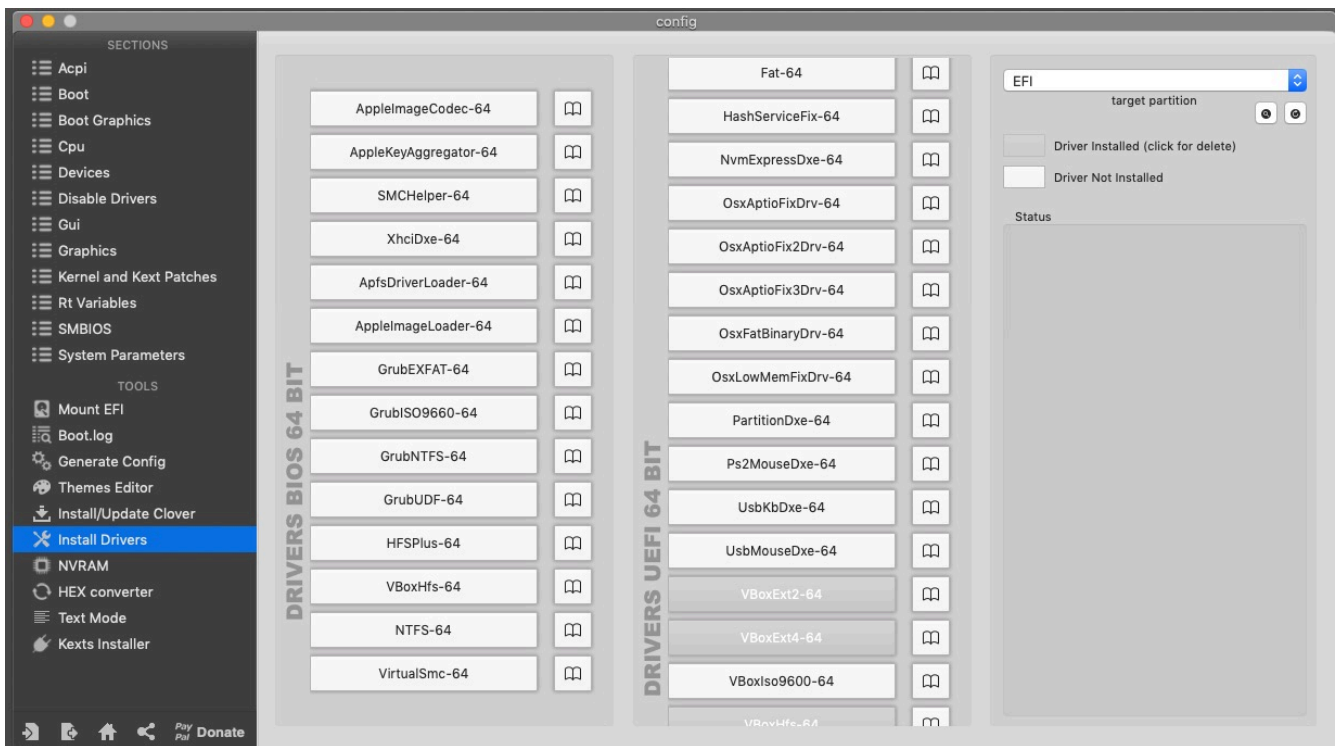 config
SECTIONS
Acpi
Boot
Boot Graphics
Cpu
Devices
Disable Drivers
Gui
Graphics
Kernel and Kext Patches
Rt Variables
SMBIOS
System Parameters
TOOLS
Mount EFI
Boot.log
Generate Config
Themes Editor
Install/Update Clover
Install Drivers
NVRAM
HEX converter
Text Mode
Kexts Installer
Pay
Pal
Donate
DRIVERS BIOS 64 BIT
AppleImageCodec-64
AppleKeyAggregator-64
SMCHelper-64
XhciDxe-64
ApfsDriverLoader-64
AppleImageLoader-64
GrubEXFAT-64
GrubISO9660-64
GrubNTFS-64
GrubUDF-64
HFSPlus-64
VBoxHfs-64
NTFS-64
VirtualSmc-64
DRIVERS UEFI 64 BIT
Fat-64
HashServiceFix-64
NvmExpressDxe-64
OsxAptioFixDrv-64
OsxAptioFix2Drv-64
OsxAptioFix3Drv-64
OsxFatBinaryDrv-64
OsxLowMemFixDrv-64
PartitionDxe-64
Ps2MouseDxe-64
UsbKbDxe-64
UsbMouseDxe-64
VBoxExt2-64
VBoxExt4-64
VBoxIso9600-64
VBoxHfs-64
EFI
target partition
Driver Installed (click for delete)
Driver Not Installed
Status